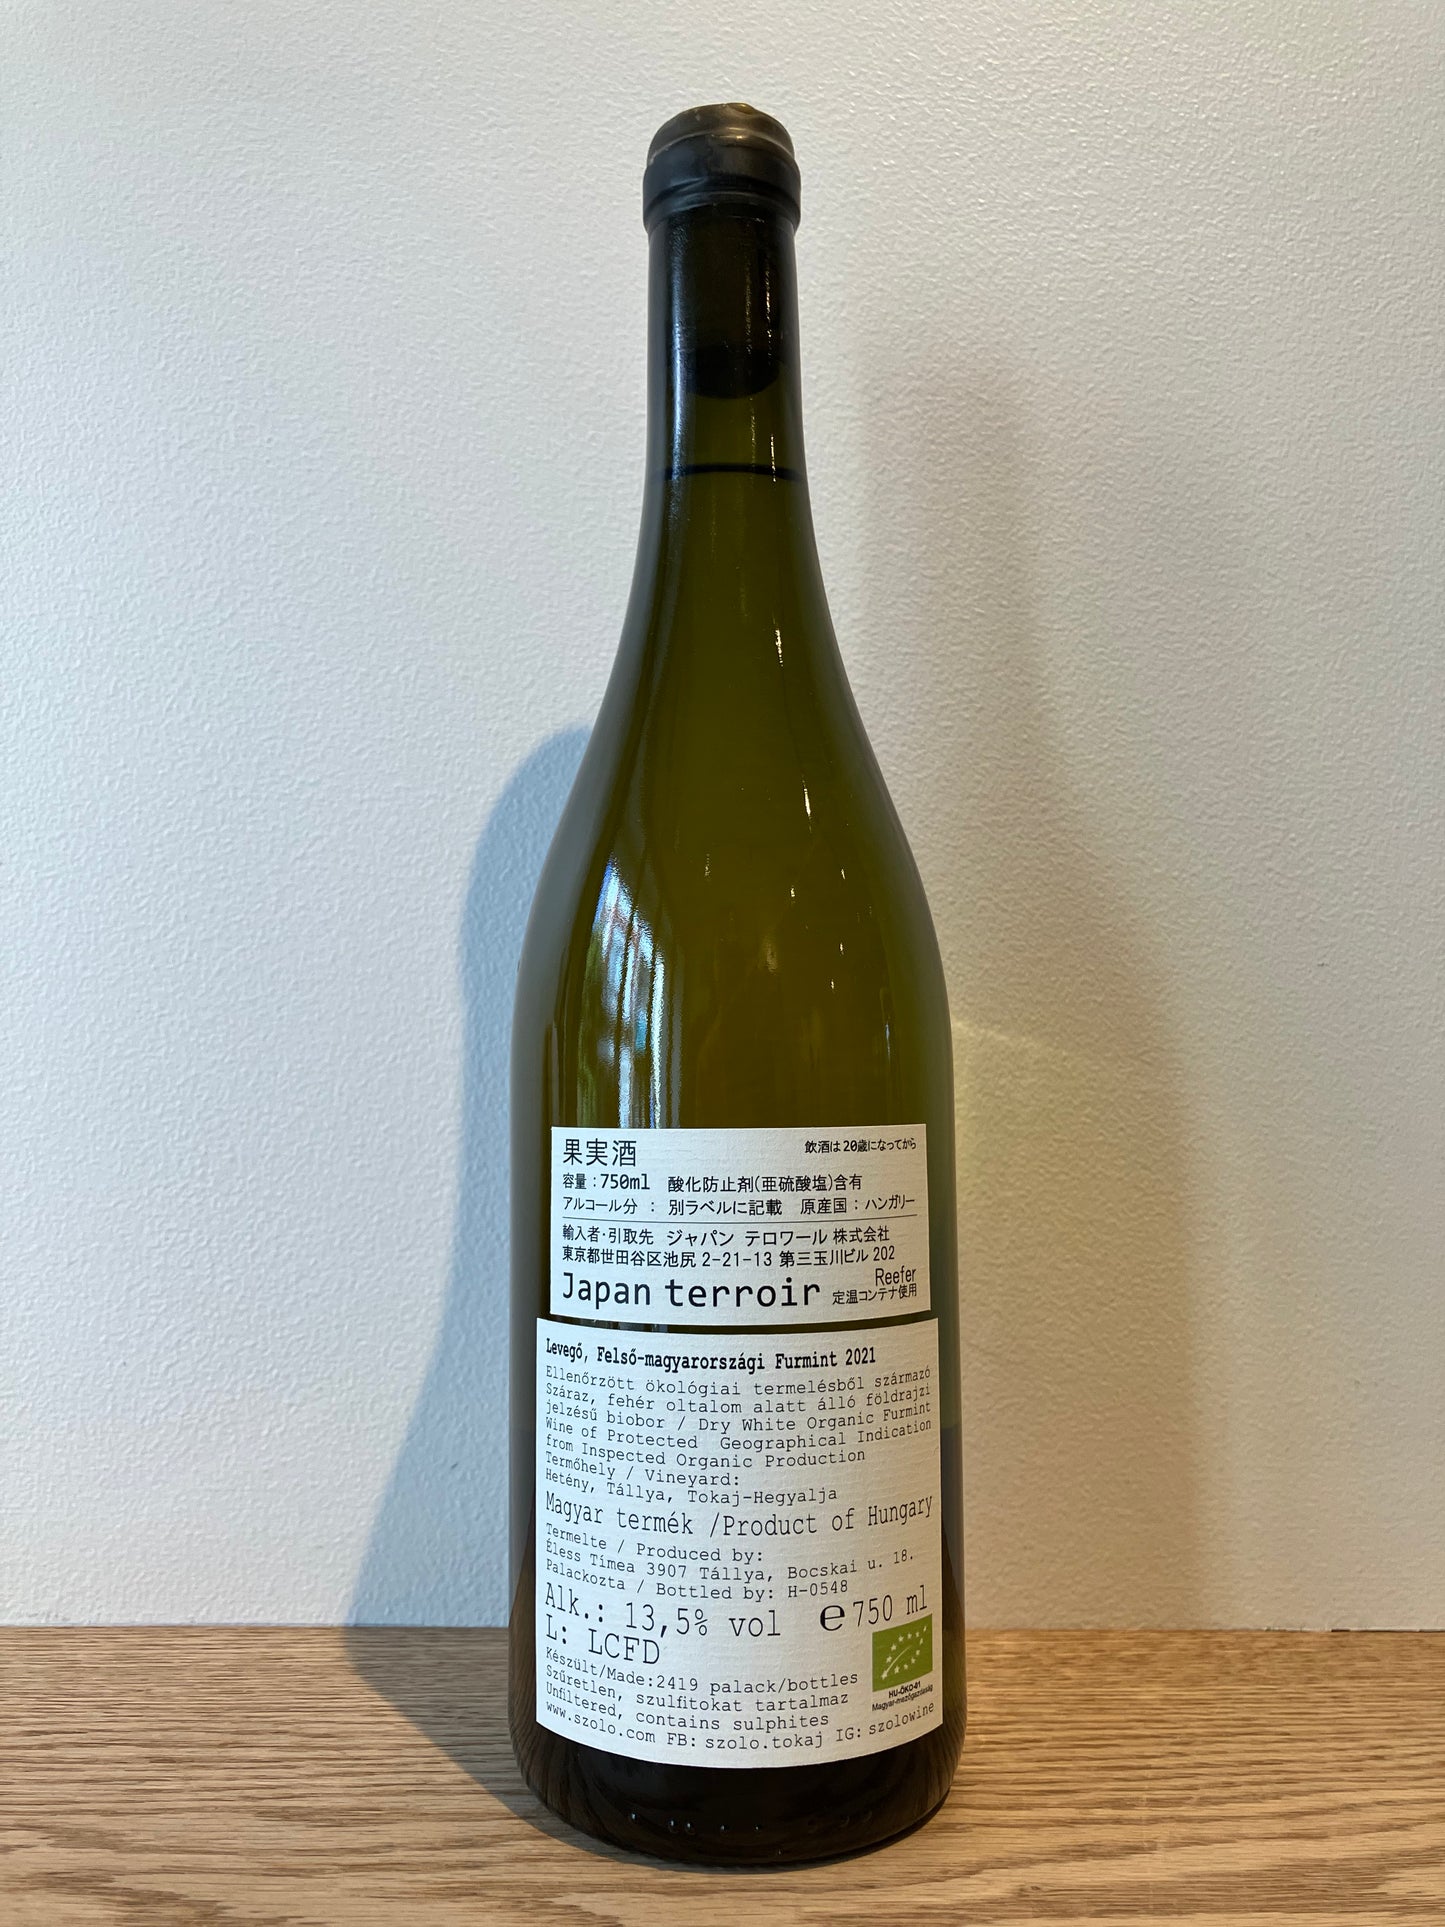 果実酒 飲酒は20歳になってから
容量：750ml 酸化防止剤(亜硫酸塩)含有
アルコール分 ： 別ラベルに記載 原産国：ハンガリー
輸入者･引取先 ジャパン テロワール 株式会社
東京都世田谷区池尻 2-21-13 第三玉川ビル 202
Japan terroir Reefer
定温コンテナ使用
Levegő, Felső-magyarországi Furmint 2021
Ellenőrzött ökológiai termelésből származó
Száraz, fehér oltalom alatt álló földrajzi
jelzésű biobor / Dry White Organic Furmint
Wine of Protected Geographical Indication
from Inspected Organic Production
Termőhely / Vineyard:
Hetény, Tállya, Tokaj-Hegyalja
Magyar termék /Product of Hungary
Termelte / Produced by:
Éless Tímea 3907 Tállya, Bocskai u. 18.
Palackozta / Bottled by: H-0548
Alk.: 13,5% vol ℮750 ml
L: LCFD
Készült/Made:2419 palack/bottles
Szűretlen, szulfitokat tartalmaz
Unfiltered, contains sulphites
www.szolo.com FB: szolo.tokaj IG: szolowine
HU-ÖKO-01
Magyar-mezőgazdaság